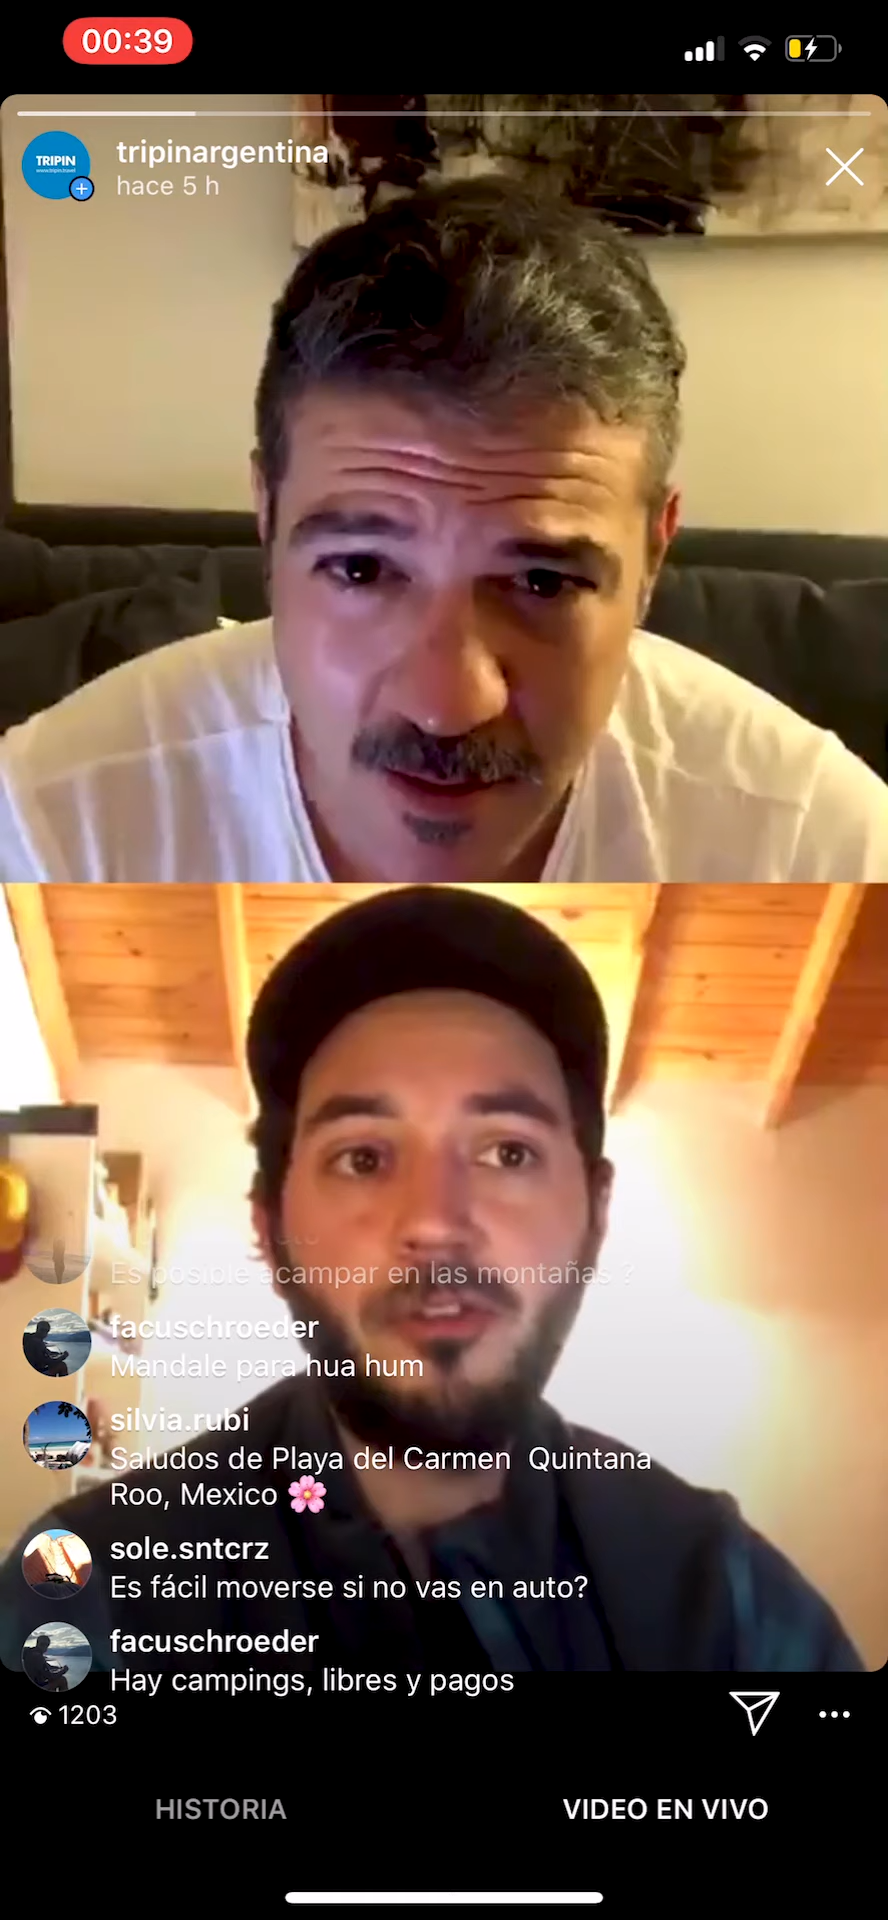 00:39
TRIPIN
tripinargentina
hace 5 h
Es posible acampar en las montañas ?
facuschroeder
Mandale para hua hum
silvia.rubi
Saludos de Playa del Carmen Quintana
Roo, Mexico 🌸
sole.sntcrz
Es fácil moverse si no vas en auto?
facuschroeder
Hay campings, libres y pagos
1203
HISTORIA
VIDEO EN VIVO